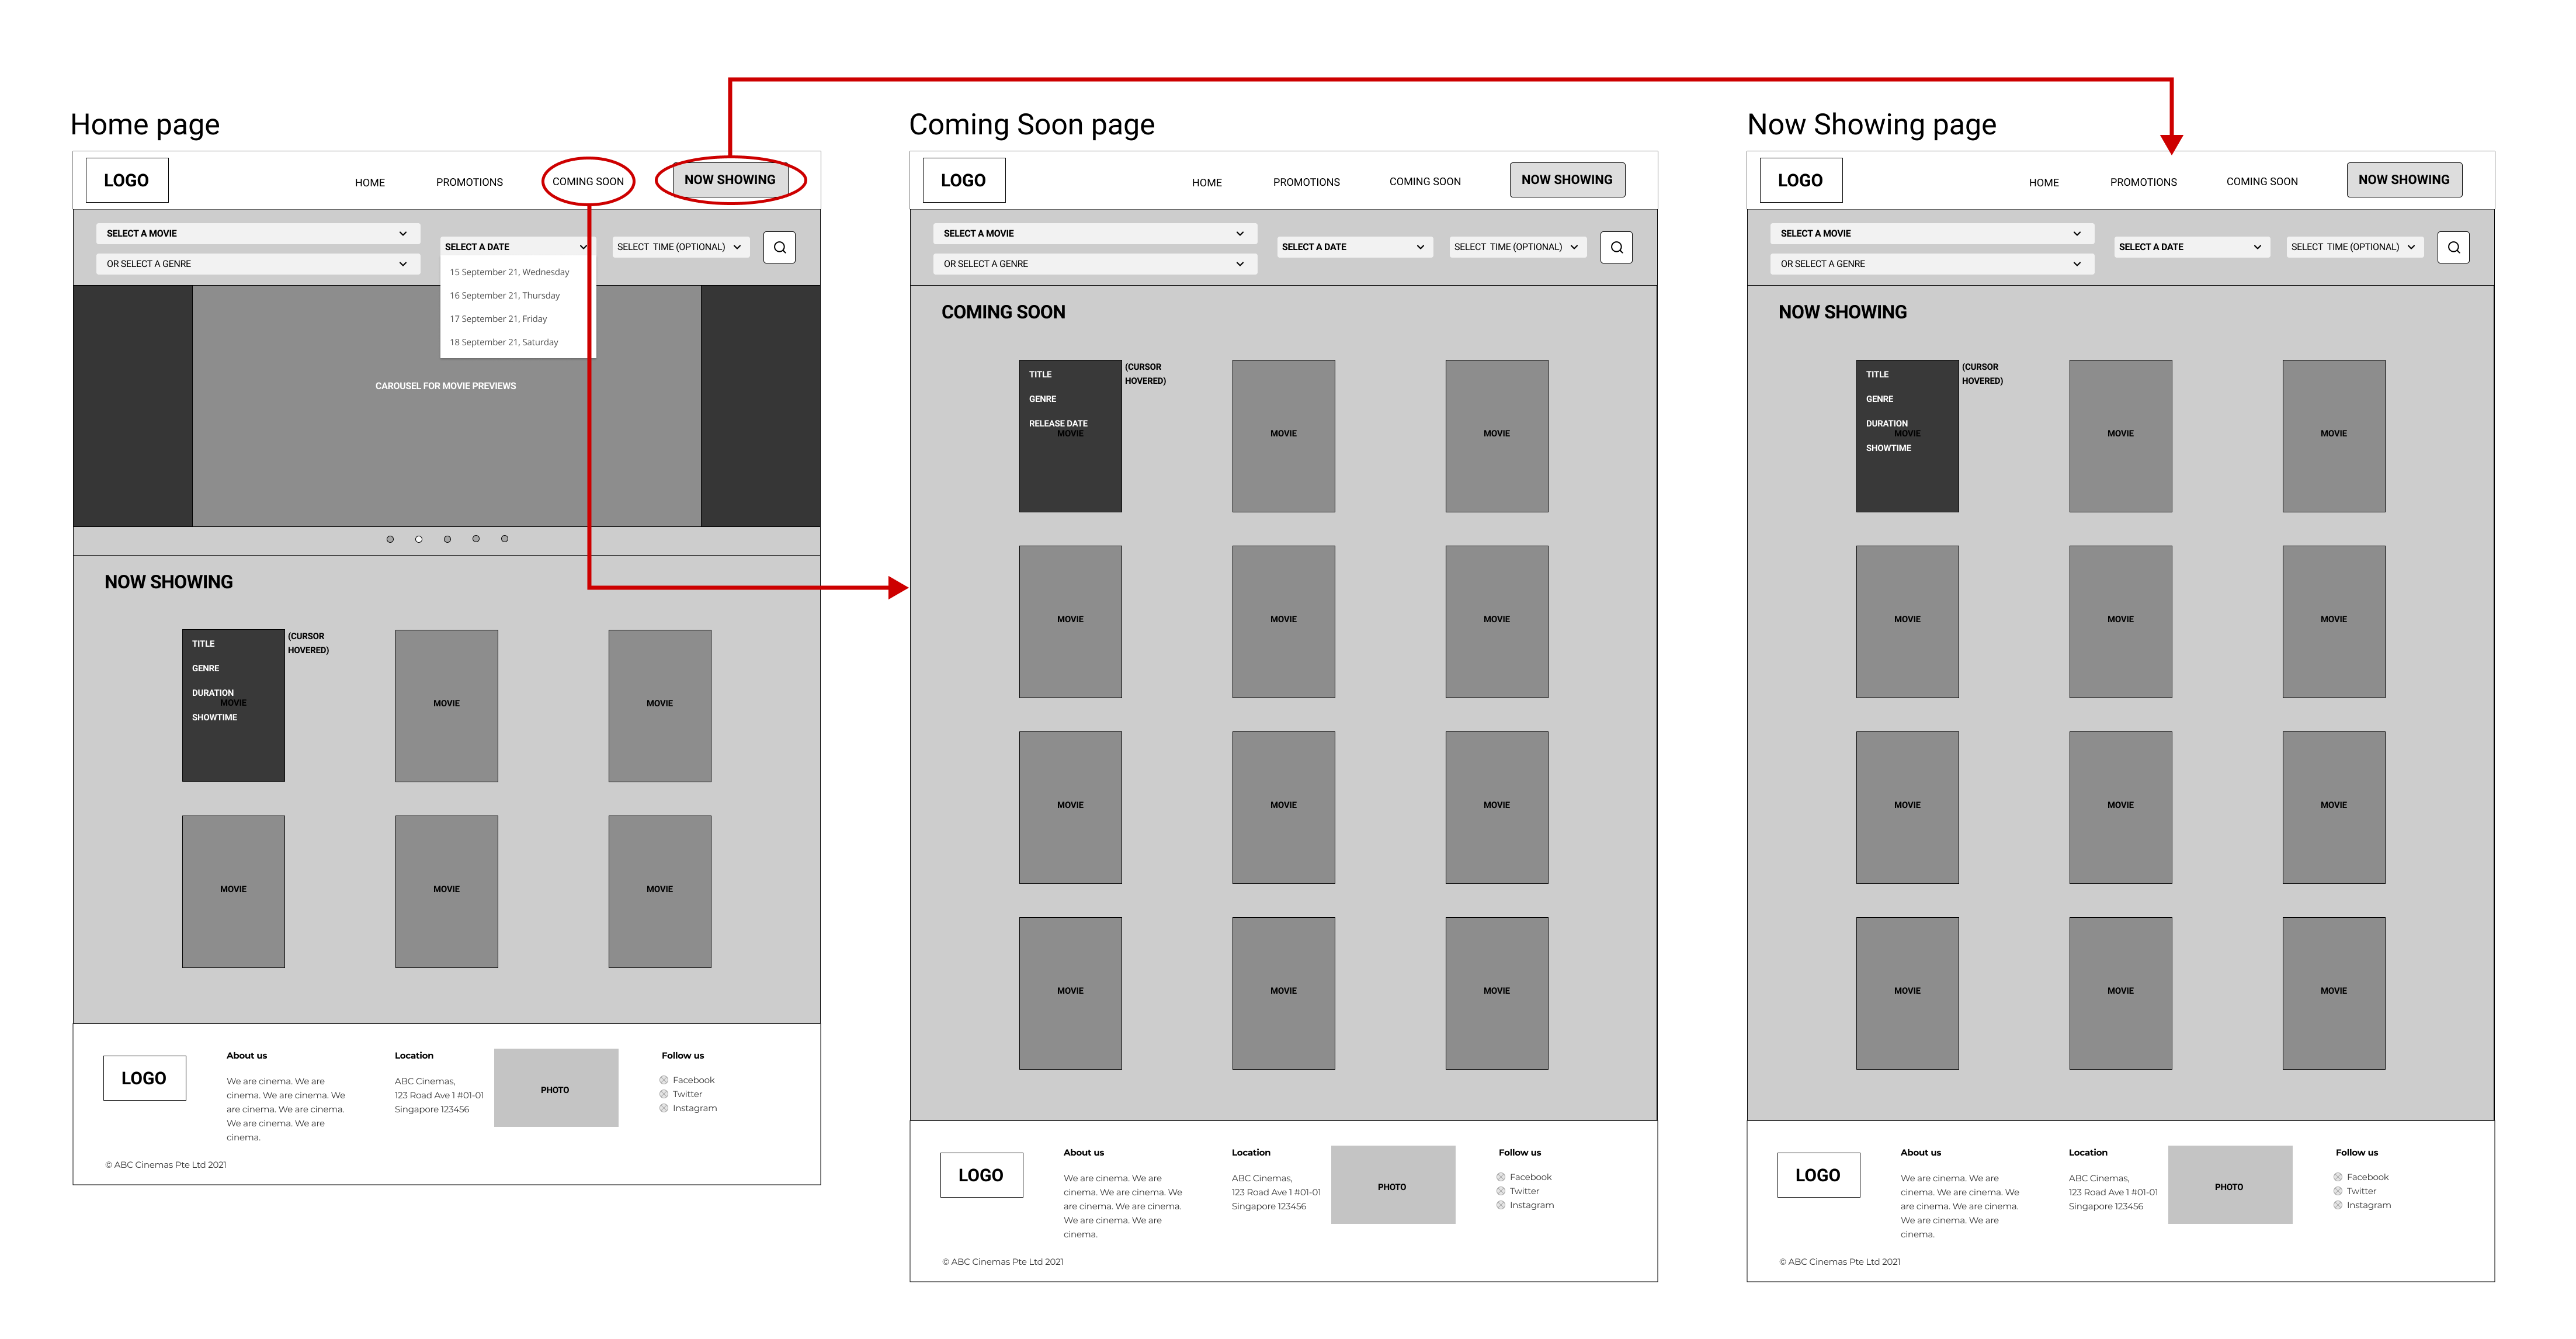 Home page
LOGO
HOME
PROMOTIONS
COMING SOON
NOW SHOWING
SELECT A MOVIE
OR SELECT A GENRE
SELECT A DATE
SELECT TIME (OPTIONAL)
15 September 21, Wednesday
16 September 21, Thursday
17 September 21, Friday
18 September 21, Saturday
CAROUSEL FOR MOVIE PREVIEWS
NOW SHOWING
TITLE
GENRE
DURATION
MOVIE
SHOWTIME
(CURSOR
HOVERED)
MOVIE
MOVIE
MOVIE
MOVIE
MOVIE
LOGO
About us
We are cinema. We are
cinema. We are cinema. We
are cinema. We are cinema.
We are cinema. We are
cinema.
Location
ABC Cinemas,
123 Road Ave 1 #01-01
Singapore 123456
PHOTO
Follow us
Facebook
Twitter
Instagram
© ABC Cinemas Pte Ltd 2021
Coming Soon page
LOGO
HOME
PROMOTIONS
COMING SOON
NOW SHOWING
SELECT A MOVIE
OR SELECT A GENRE
SELECT A DATE
SELECT TIME (OPTIONAL)
COMING SOON
TITLE
GENRE
RELEASE DATE
MOVIE
(CURSOR
HOVERED)
MOVIE
MOVIE
MOVIE
MOVIE
MOVIE
MOVIE
MOVIE
MOVIE
MOVIE
MOVIE
MOVIE
LOGO
About us
We are cinema. We are
cinema. We are cinema. We
are cinema. We are cinema.
We are cinema. We are
cinema.
Location
ABC Cinemas,
123 Road Ave 1 #01-01
Singapore 123456
PHOTO
Follow us
Facebook
Twitter
Instagram
© ABC Cinemas Pte Ltd 2021
Now Showing page
LOGO
HOME
PROMOTIONS
COMING SOON
NOW SHOWING
SELECT A MOVIE
OR SELECT A GENRE
SELECT A DATE
SELECT TIME (OPTIONAL)
NOW SHOWING
TITLE
GENRE
DURATION
MOVIE
SHOWTIME
(CURSOR
HOVERED)
MOVIE
MOVIE
MOVIE
MOVIE
MOVIE
MOVIE
MOVIE
MOVIE
MOVIE
MOVIE
MOVIE
LOGO
About us
We are cinema. We are
cinema. We are cinema. We
are cinema. We are cinema.
We are cinema. We are
cinema.
Location
ABC Cinemas,
123 Road Ave 1 #01-01
Singapore 123456
PHOTO
Follow us
Facebook
Twitter
Instagram
© ABC Cinemas Pte Ltd 2021